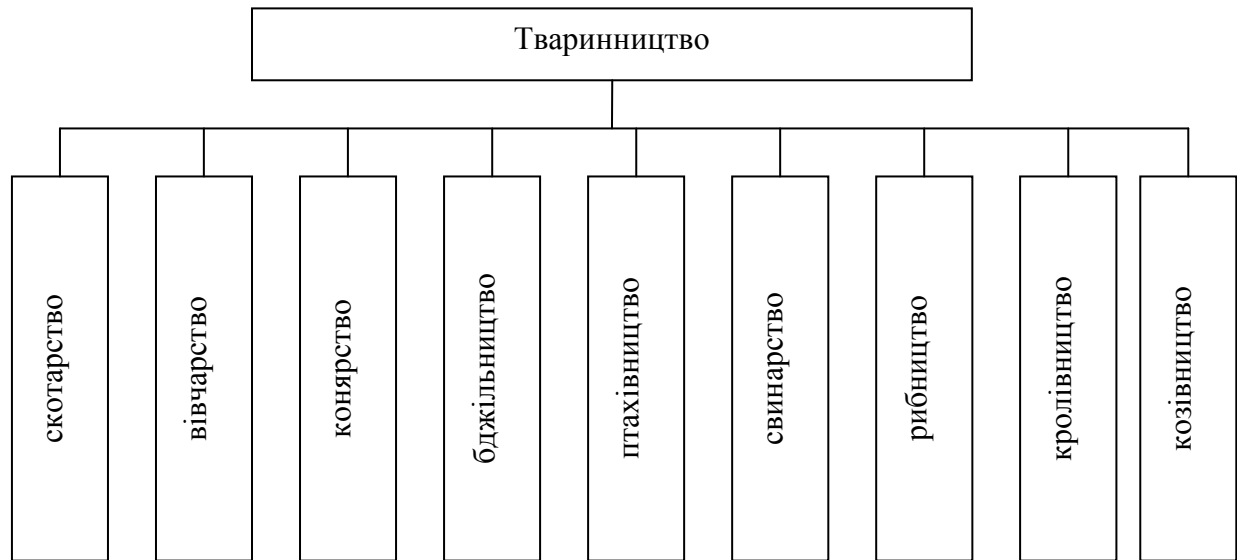 Тваринництво
скотарство
вівчарство
конярство
бджільництво
птахівництво
свинарство
рибництво
кролівництво
козівництво